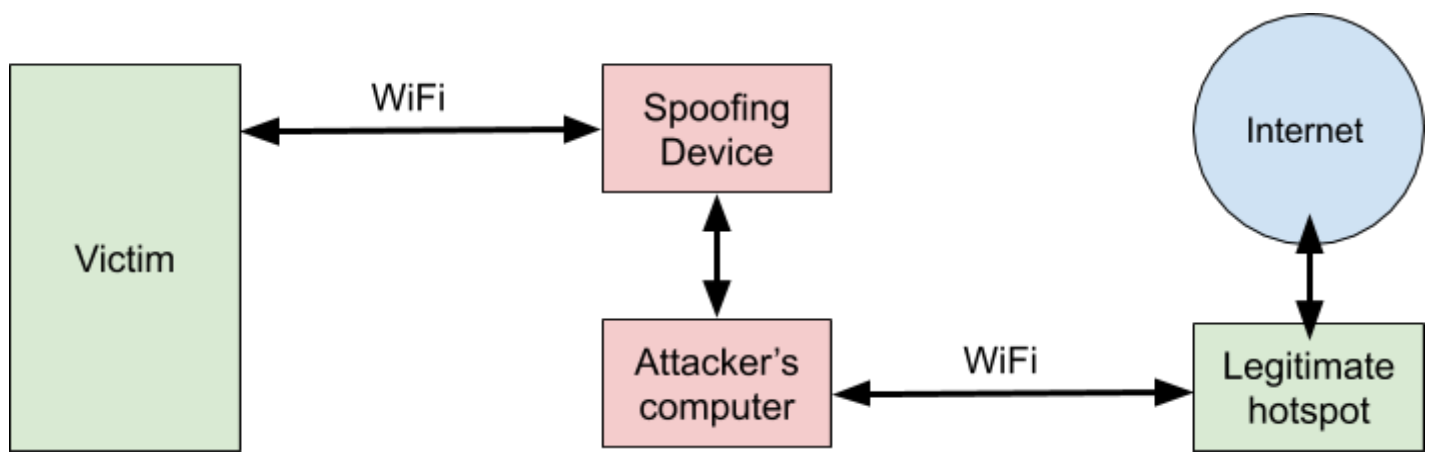 WiFi
Spoofing
Device
Internet
Victim
Attacker’s
computer
WiFi
Legitimate
hotspot